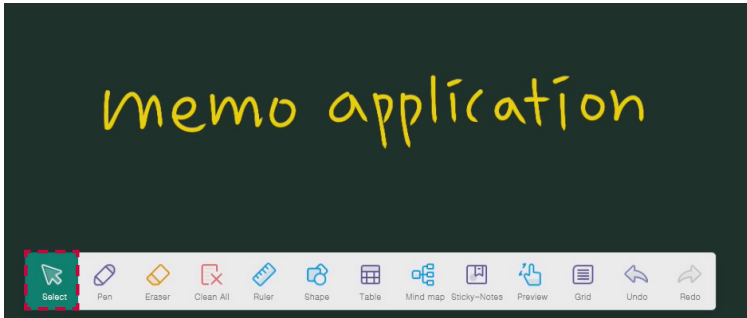 memo application
Select Pen Eraser Clean All Ruler Shape Table Mind map Sticky-Notes Preview Grid Undo Redo